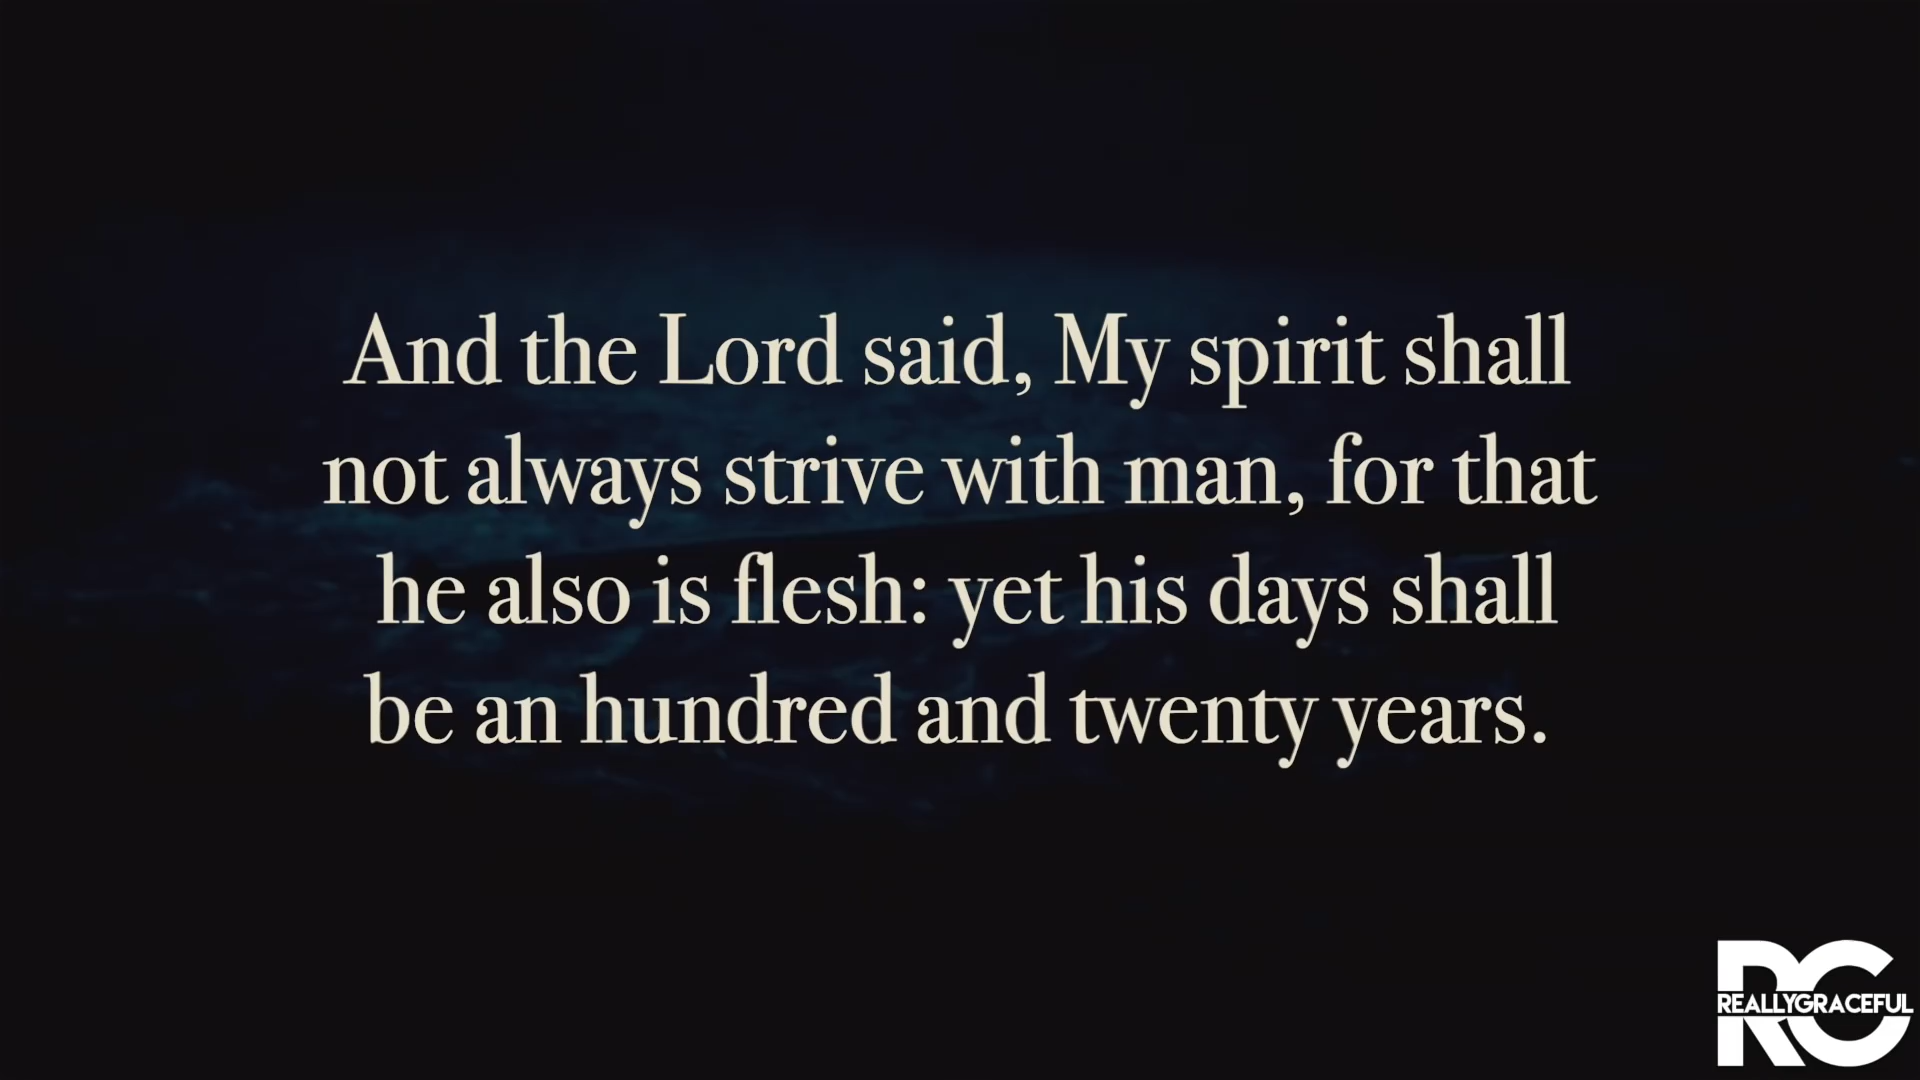 And the Lord said, My spirit shall
not always strive with man, for that
he also is flesh: yet his days shall
be an hundred and twenty years.
RG
REALLYGRACEFUL